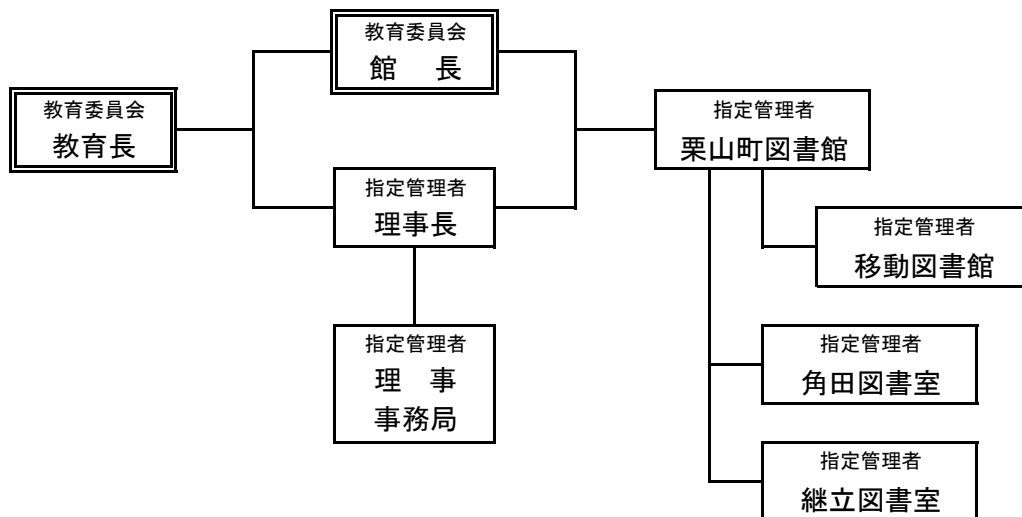 教育委員会
教育長
教育委員会
館　長
指定管理者
理事長
指定管理者
理　事
事務局
指定管理者
栗山町図書館
指定管理者
移動図書館
指定管理者
角田図書室
指定管理者
継立図書室